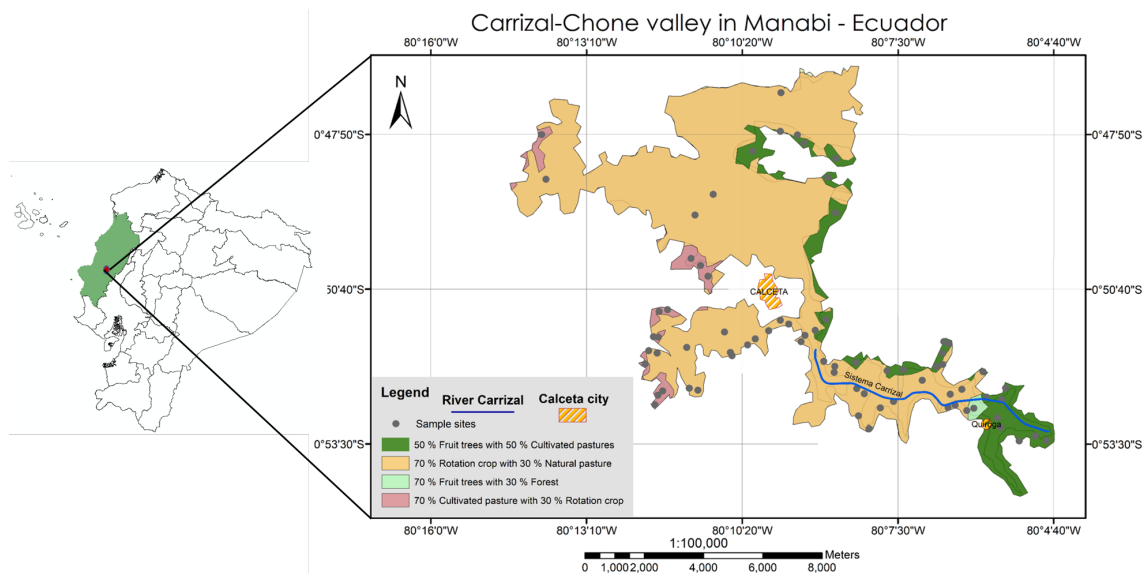 Carrizal-Chone valley in Manabi - Ecuador
80°16'0"W 80°13'10"W 80°10'20"W 80°7'30"W 80°4'40"W
N
0°47'50"S 0°47'50"S
50'40"S CALCETA 0°50'40"S
Sistema Carrizal
Quiroga
0°53'30"S 0°53'30"S
Legend River Carrizal Calceta city
Sample sites
50 % Fruit trees with 50 % Cultivated pastures
70 % Rotation crop with 30 % Natural pasture
70 % Fruit trees with 30 % Forest
70 % Cultivated pasture with 30 % Rotation crop
80°16'0"W 80°13'10"W 80°10'20"W 80°7'30"W 80°4'40"W
1:100,000
Meters
0 1,000 2,000 4,000 6,000 8,000